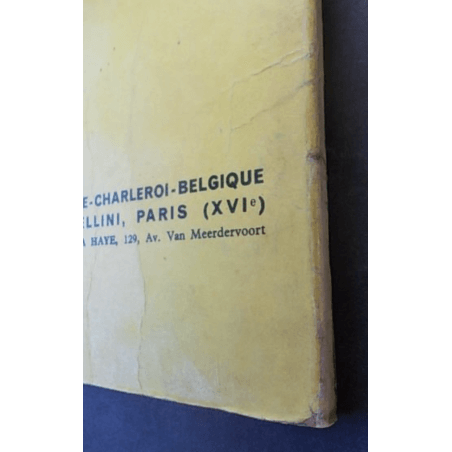 E-CHARLEROI-BELGIQUE
ELLINI, PARIS (XVIe)
A HAYE, 129, Av. Van Meerdervoort